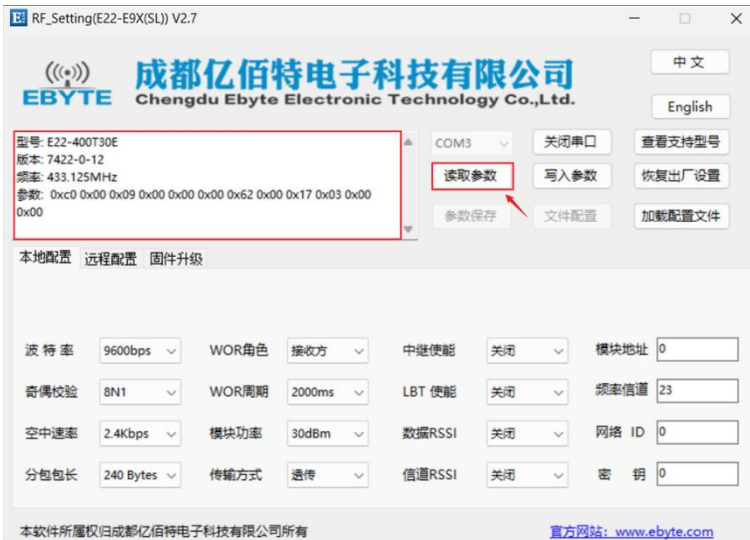 RF_Setting(E22-E9X(SL)) V2.7
EBYTE
成都亿佰特电子科技有限公司
Chengdu Ebyte Electronic Technology Co.,Ltd.
中 文
English
型号: E22-400T30E
版本: 7422-0-12
频率: 433.125MHz
参数: 0xc0 0x00 0x09 0x00 0x00 0x00 0x62 0x00 0x17 0x03 0x00
0x00
COM3 关闭串口 查看支持型号
读取参数 写入参数 恢复出厂设置
参数保存 文件配置 加载配置文件
本地配置 远程配置 固件升级
波 特 率 9600bps WOR角色 接收方 中继使能 关闭 模块地址 0
奇偶校验 8N1 WOR周期 2000ms LBT 使能 关闭 频率信道 23
空中速率 2.4Kbps 模块功率 30dBm 数据RSSI 关闭 网络 ID 0
分包包长 240 Bytes 传输方式 透传 信道RSSI 关闭 密 钥 0
本软件所属权归成都亿佰特电子科技有限公司所有 官方网站: www.ebyte.com